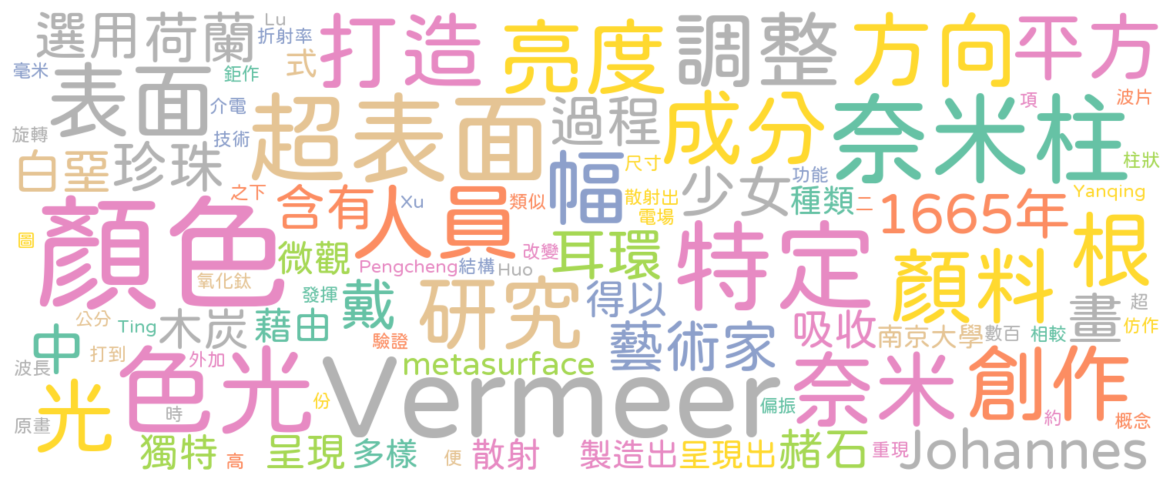 選用 荷蘭 Lu 折射率 式 打造 亮度 調整 方向 平方
毫米 表面 鉅作 介電 技術 超表面 過程 成分 奈米柱 項 波片
旋轉 白堊 珍珠 之下 幅 尺寸 少女 功能 種類 二 柱狀 Yanqing
顏色 含有 人員 Xu 類似 散射出 電場 特定 1665年 根
圖 微觀 氧化鈦 Pengcheng 結構 Huo 改變 耳環 顏料
公分 Ting 發揮 木炭 藉由 戴 研究 得以 藝術家 吸收 南京大學 數百 相較 畫 超 仿作
中 打到 外加 驗證 metasurface
波長 色光 Vermeer 奈米 創作
原畫 光 時 份 偏振 約 概念
獨特 高 呈現 多樣 便 散射 製造出 呈現出 赭石 重現 Johannes